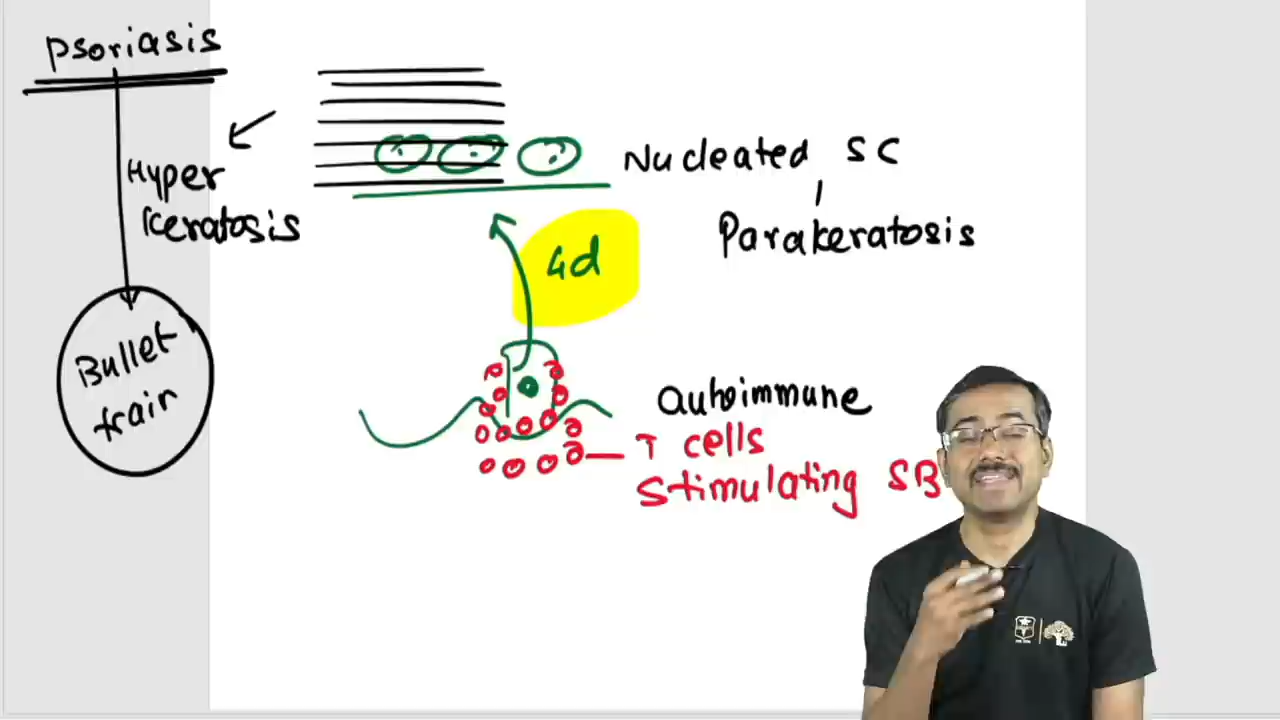 Psoriasis
Hyper
Keratosis
Bullet
train
Nucleated SC
Parakeratosis
4d
autoimmune
T cells
Stimulating SB